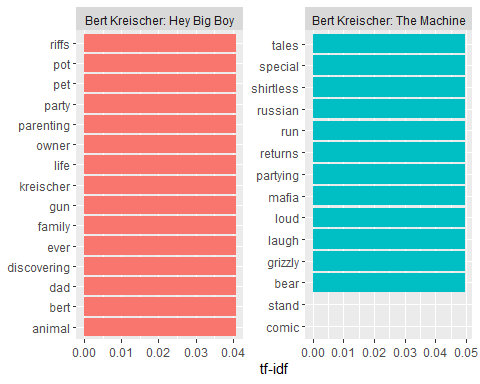 Bert Kreischer: Hey Big Boy
riffs
pot
pet
party
parenting
owner
life
kreischer
gun
family
ever
discovering
dad
bert
animal
0.00 0.01 0.02 0.03 0.04
Bert Kreischer: The Machine
tales
special
shirtless
russian
run
returns
partying
mafia
loud
laugh
grizzly
bear
stand
comic
0.00 0.01 0.02 0.03 0.04 0.05
tf-idf